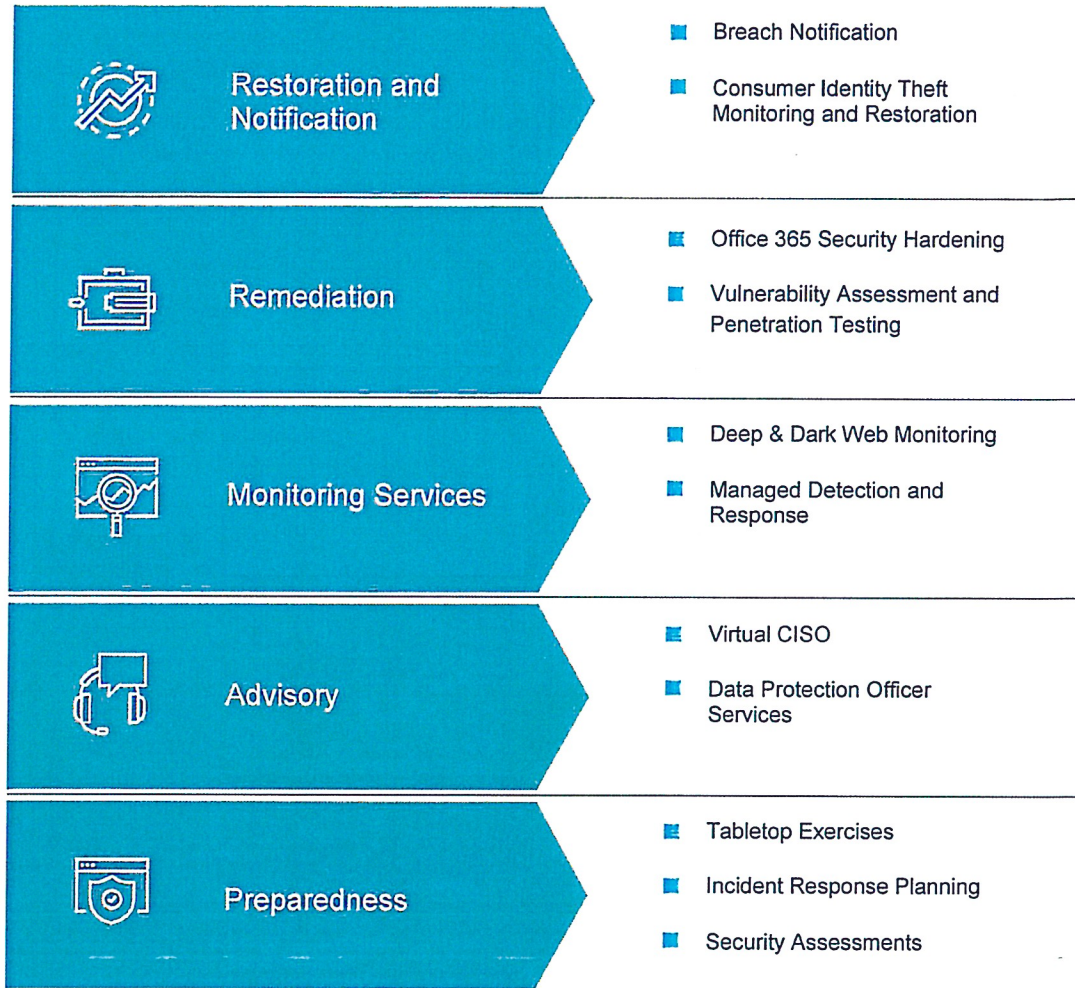 Restoration and
Notification
Breach Notification
Consumer Identity Theft
Monitoring and Restoration
Remediation
Office 365 Security Hardening
Vulnerability Assessment and
Penetration Testing
Monitoring Services
Deep & Dark Web Monitoring
Managed Detection and
Response
Advisory
Virtual CISO
Data Protection Officer
Services
Preparedness
Tabletop Exercises
Incident Response Planning
Security Assessments